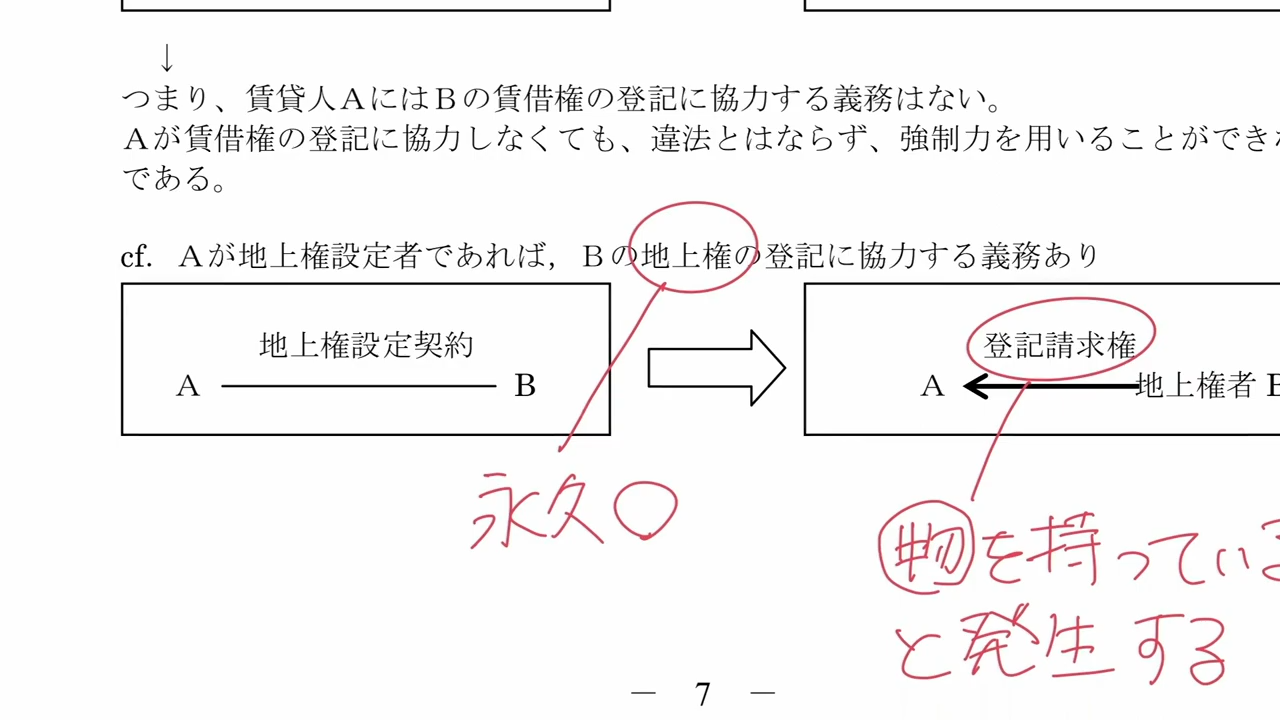 ↓
つまり、賃貸人AにはBの賃借権の登記に協力する義務はない。
Aが賃借権の登記に協力しなくても、違法とはならず、強制力を用いることができ
である。
cf. Aが地上権設定者であれば,Bの地上権の登記に協力する義務あり
地上権設定契約
A B
登記請求権
A 地上権者 B
永久〇
物を持っている
と発生する
― 7 ―